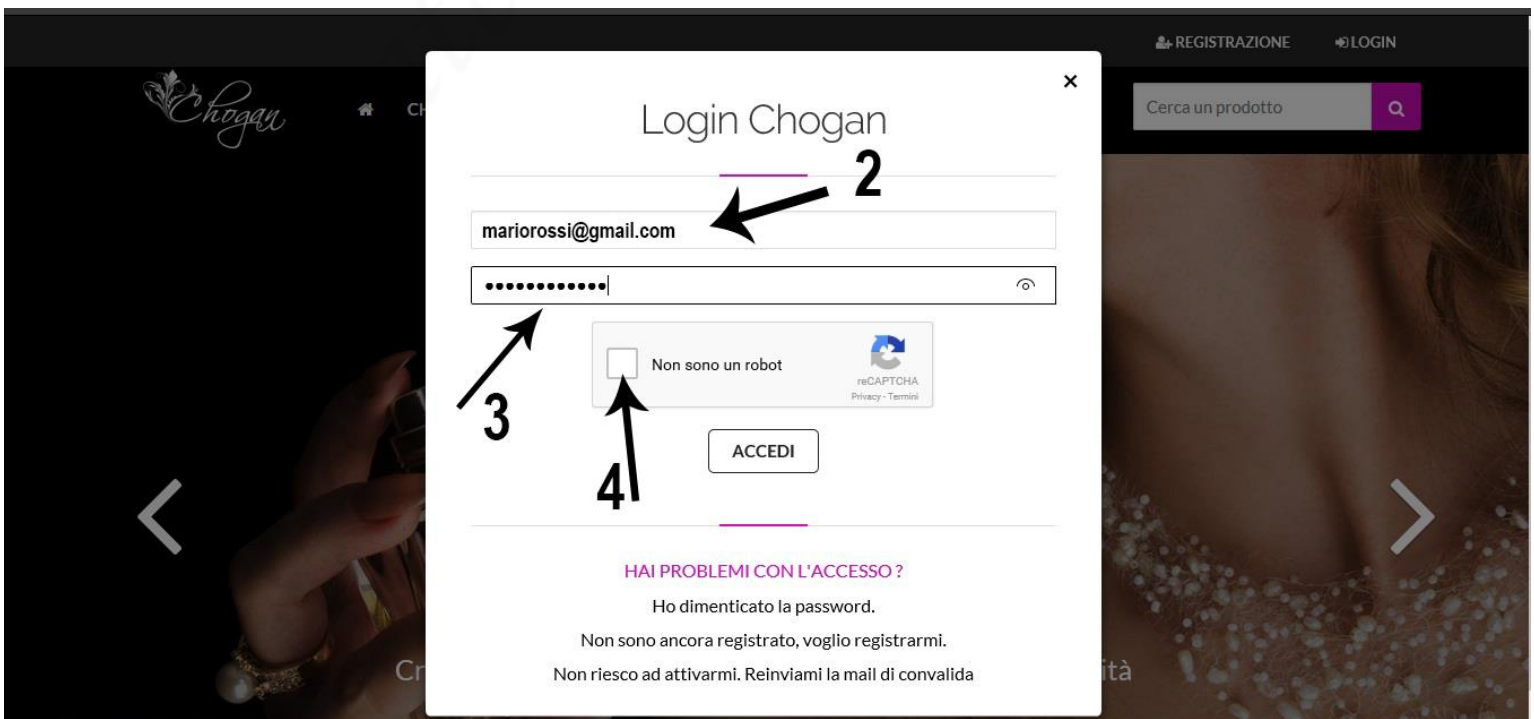 REGISTRAZIONE LOGIN
Chogan
CH
Cerca un prodotto
Login Chogan
2
mariorossi@gmail.com
••••••••••••
3
Non sono un robot
reCAPTCHA
Privacy - Termini
4
ACCEDI
HAI PROBLEMI CON L'ACCESSO ?
Ho dimenticato la password.
Non sono ancora registrato, voglio registrarmi.
Non riesco ad attivarmi. Reinviami la mail di convalida
Cr
ità